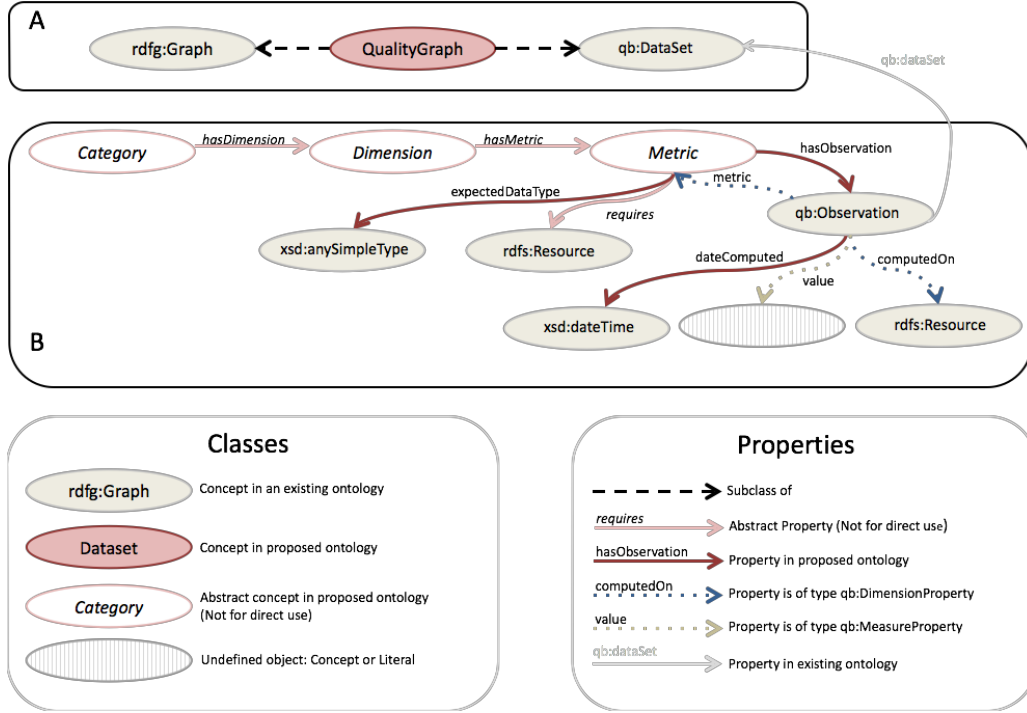 A
rdfg:Graph
QualityGraph
qb:DataSet
qb:dataSet
Category
hasDimension
Dimension
hasMetric
Metric
hasObservation
metric
expectedDataType
requires
qb:Observation
xsd:anySimpleType
rdfs:Resource
dateComputed
computedOn
value
xsd:dateTime
rdfs:Resource
B
Classes
rdfg:Graph
Concept in an existing ontology
Dataset
Concept in proposed ontology
Category
Abstract concept in proposed ontology
(Not for direct use)
Undefined object: Concept or Literal
Properties
Subclass of
requires
Abstract Property (Not for direct use)
hasObservation
Property in proposed ontology
computedOn
Property is of type qb:DimensionProperty
value
Property is of type qb:MeasureProperty
qb:dataSet
Property in existing ontology